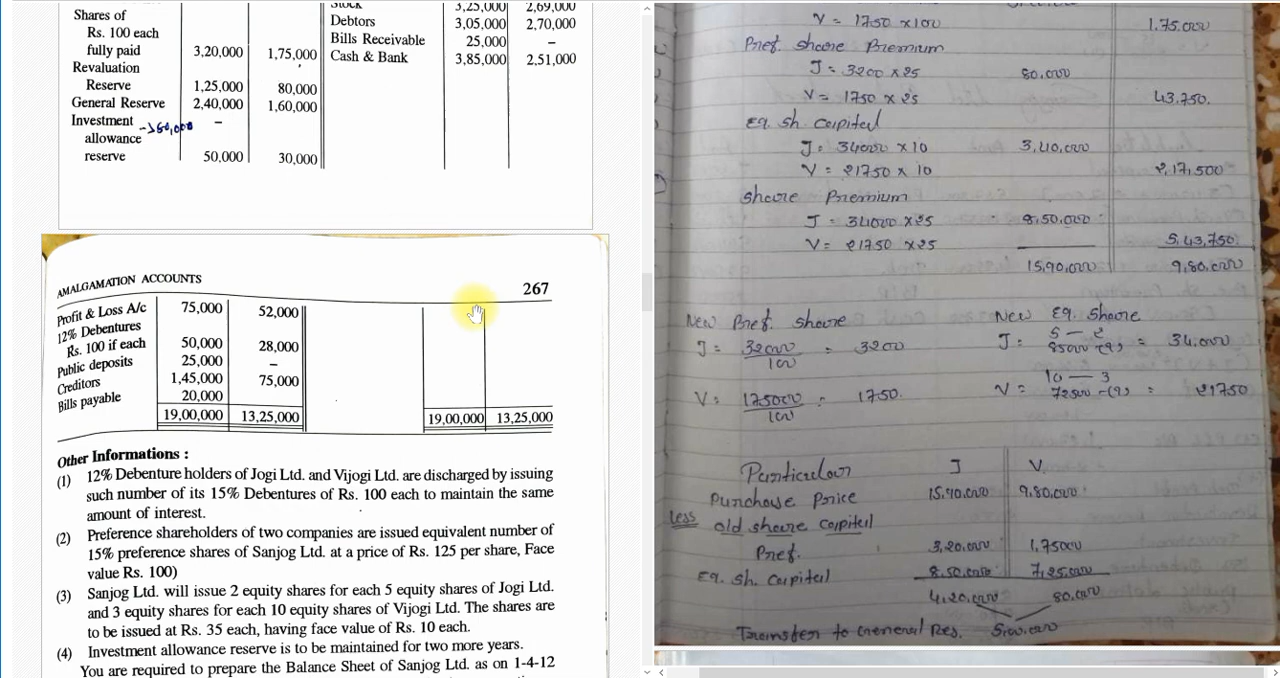 Shares of
Rs. 100 each
fully paid 3,20,000 1,75,000
Revaluation
Reserve 1,25,000 80,000
General Reserve 2,40,000 1,60,000
Investment –
allowance
reserve 50,000 30,000
Stock 3,25,000 2,69,000
Debtors 3,05,000 2,70,000
Bills Receivable 25,000 –
Cash & Bank 3,85,000 2,51,000
AMALGAMATION ACCOUNTS 267
Profit & Loss A/c 75,000 52,000
12% Debentures
Rs. 100 if each 50,000 28,000
Public deposits 25,000 –
Creditors 1,45,000 75,000
Bills payable 20,000
19,00,000 13,25,000 19,00,000 13,25,000
Other Informations :
(1) 12% Debenture holders of Jogi Ltd. and Vijogi Ltd. are discharged by issuing
such number of its 15% Debentures of Rs. 100 each to maintain the same
amount of interest.
(2) Preference shareholders of two companies are issued equivalent number of
15% preference shares of Sanjog Ltd. at a price of Rs. 125 per share, Face
value Rs. 100)
(3) Sanjog Ltd. will issue 2 equity shares for each 5 equity shares of Jogi Ltd.
and 3 equity shares for each 10 equity shares of Vijogi Ltd. The shares are
to be issued at Rs. 35 each, having face value of Rs. 10 each.
(4) Investment allowance reserve is to be maintained for two more years.
You are required to prepare the Balance Sheet of Sanjog Ltd. as on 1-4-12
V = 1750 x 100 1,75,000
Pref. share Premium
J = 3200 x 25 80,000
V = 1750 x 25 43,750.
Eq. sh. capital
J = 34000 x 10 3,40,000
V = 21750 x 10 2,17,500
share Premium
J = 34000 x 25 8,50,000
V = 21750 x 25 5,43,750
15,90,000 9,80,000
New Pref. share
J = 320000 / 100 = 3200
V = 175000 / 100 = 1750.
New Eq. Share
J = 5 — 2
85000 – (?) = 34,000
V = 10 — 3
72500 – (?) = 21750
Particular J V
Purchase Price 15,90,000 9,80,000
Less old share capital
Pref. 3,20,000 1,75,000
Eq. Sh. Capital 8,50,000 7,25,000
4,20,000 80,000
Transfer to General Res. 5,00,000